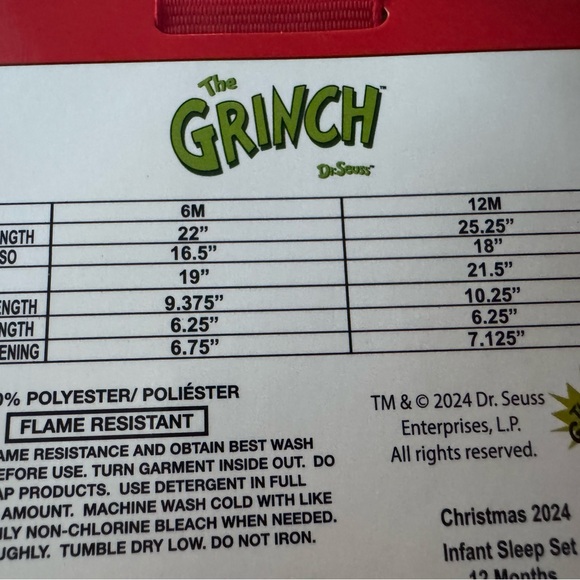 The
GRINCH™
Dr.Seuss™
6M 12M
NGTH 22” 25.25”
SO 16.5” 18”
19” 21.5”
ENGTH 9.375” 10.25”
NGTH 6.25” 6.25”
ENING 6.75” 7.125”
0% POLYESTER/ POLIÉSTER
FLAME RESISTANT
AME RESISTANCE AND OBTAIN BEST WASH
EFORE USE. TURN GARMENT INSIDE OUT. DO
AP PRODUCTS. USE DETERGENT IN FULL
AMOUNT. MACHINE WASH COLD WITH LIKE
LY NON-CHLORINE BLEACH WHEN NEEDED.
UGHLY. TUMBLE DRY LOW. DO NOT IRON.
TM & © 2024 Dr. Seuss
Enterprises, L.P.
All rights reserved.
Christmas 2024
Infant Sleep Set
12 Months